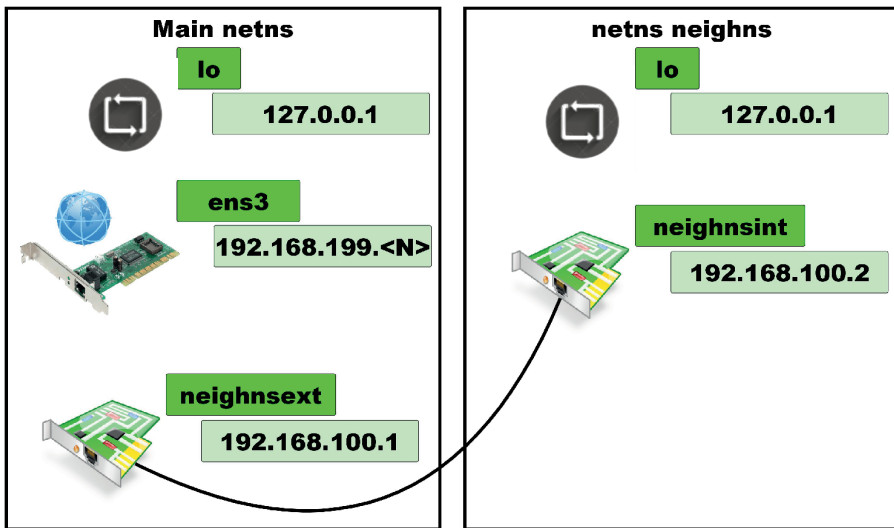 Main netns
lo
127.0.0.1
ens3
192.168.199.<N>
neighnsext
192.168.100.1
netns neighns
lo
127.0.0.1
neighnsint
192.168.100.2